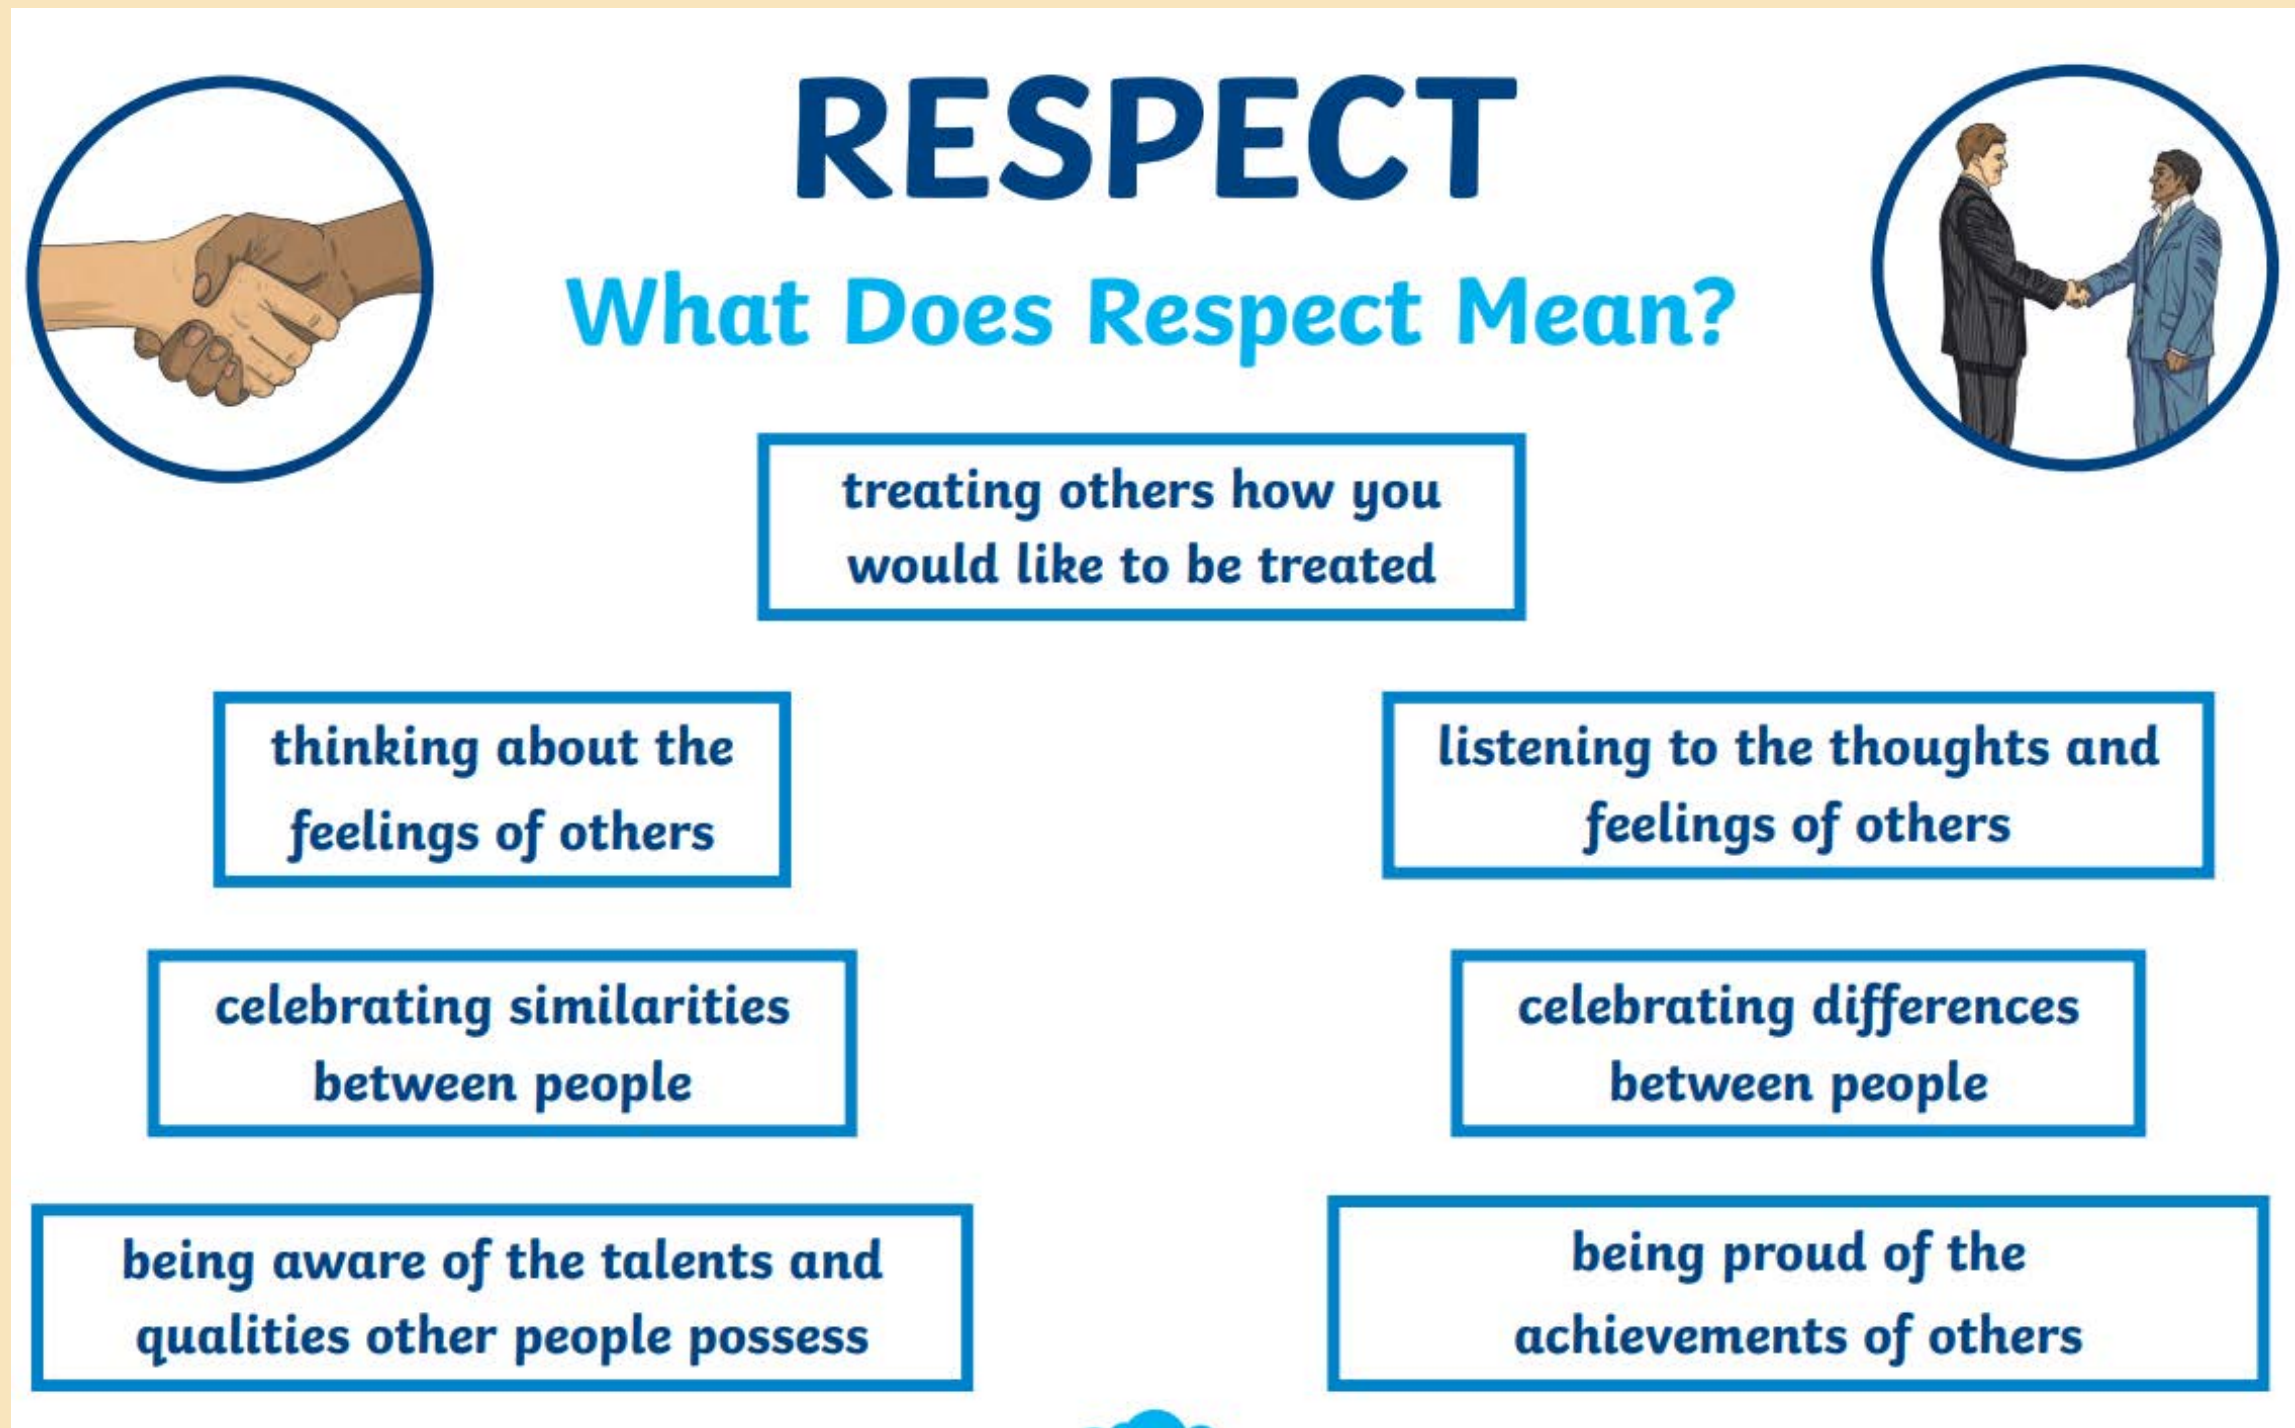 RESPECT
What Does Respect Mean?
treating others how you
would like to be treated
thinking about the
feelings of others
listening to the thoughts and
feelings of others
celebrating similarities
between people
celebrating differences
between people
being aware of the talents and
qualities other people possess
being proud of the
achievements of others